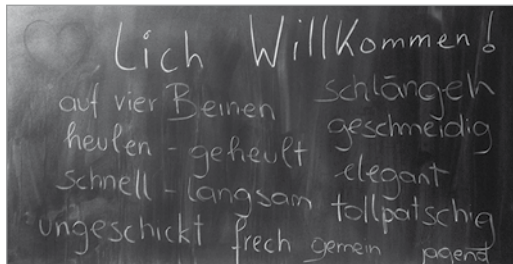 Lich Willkommen!
auf vier Beinen schlängeln
heulen - geheult geschmeidig
schnell - langsam elegant
ungeschickt frech gemein tollpatschig